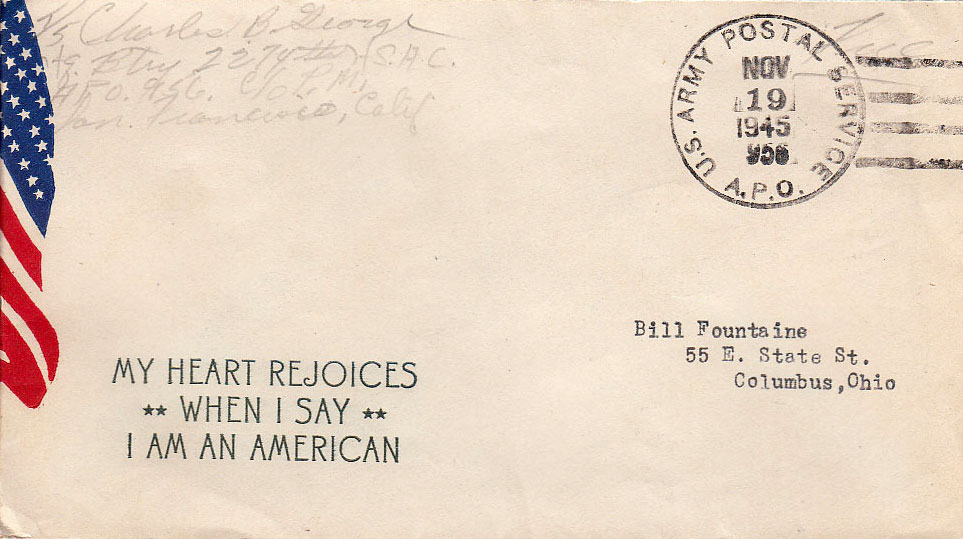 Charles B. George
Btry 2274th S.A.C.
A.P.O. 956.
San Francisco, Calif
Free
U.S. ARMY POSTAL SERVICE
NOV
19
1945
956
A.P.O.
Bill Fountaine
55 E. State St.
Columbus,Ohio
MY HEART REJOICES
★★ WHEN I SAY ★★
I AM AN AMERICAN